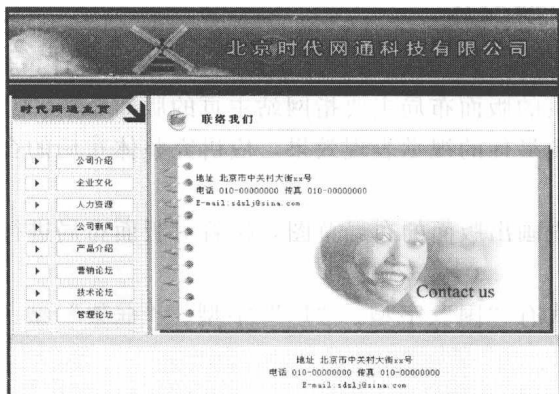 北京时代网通科技有限公司
时代网通主页
联络我们
公司介绍
企业文化
人力资源
公司新闻
产品介绍
营销论坛
技术论坛
管理论坛
地址 北京市中关村大街xx号
电话 010-00000000 传真 010-00000000
E-mail.sdslj@sina.com
Contact us
地址 北京市中关村大街xx号
电话 010-00000000 传真 010-00000000
E-mail.sdslj@sina.com